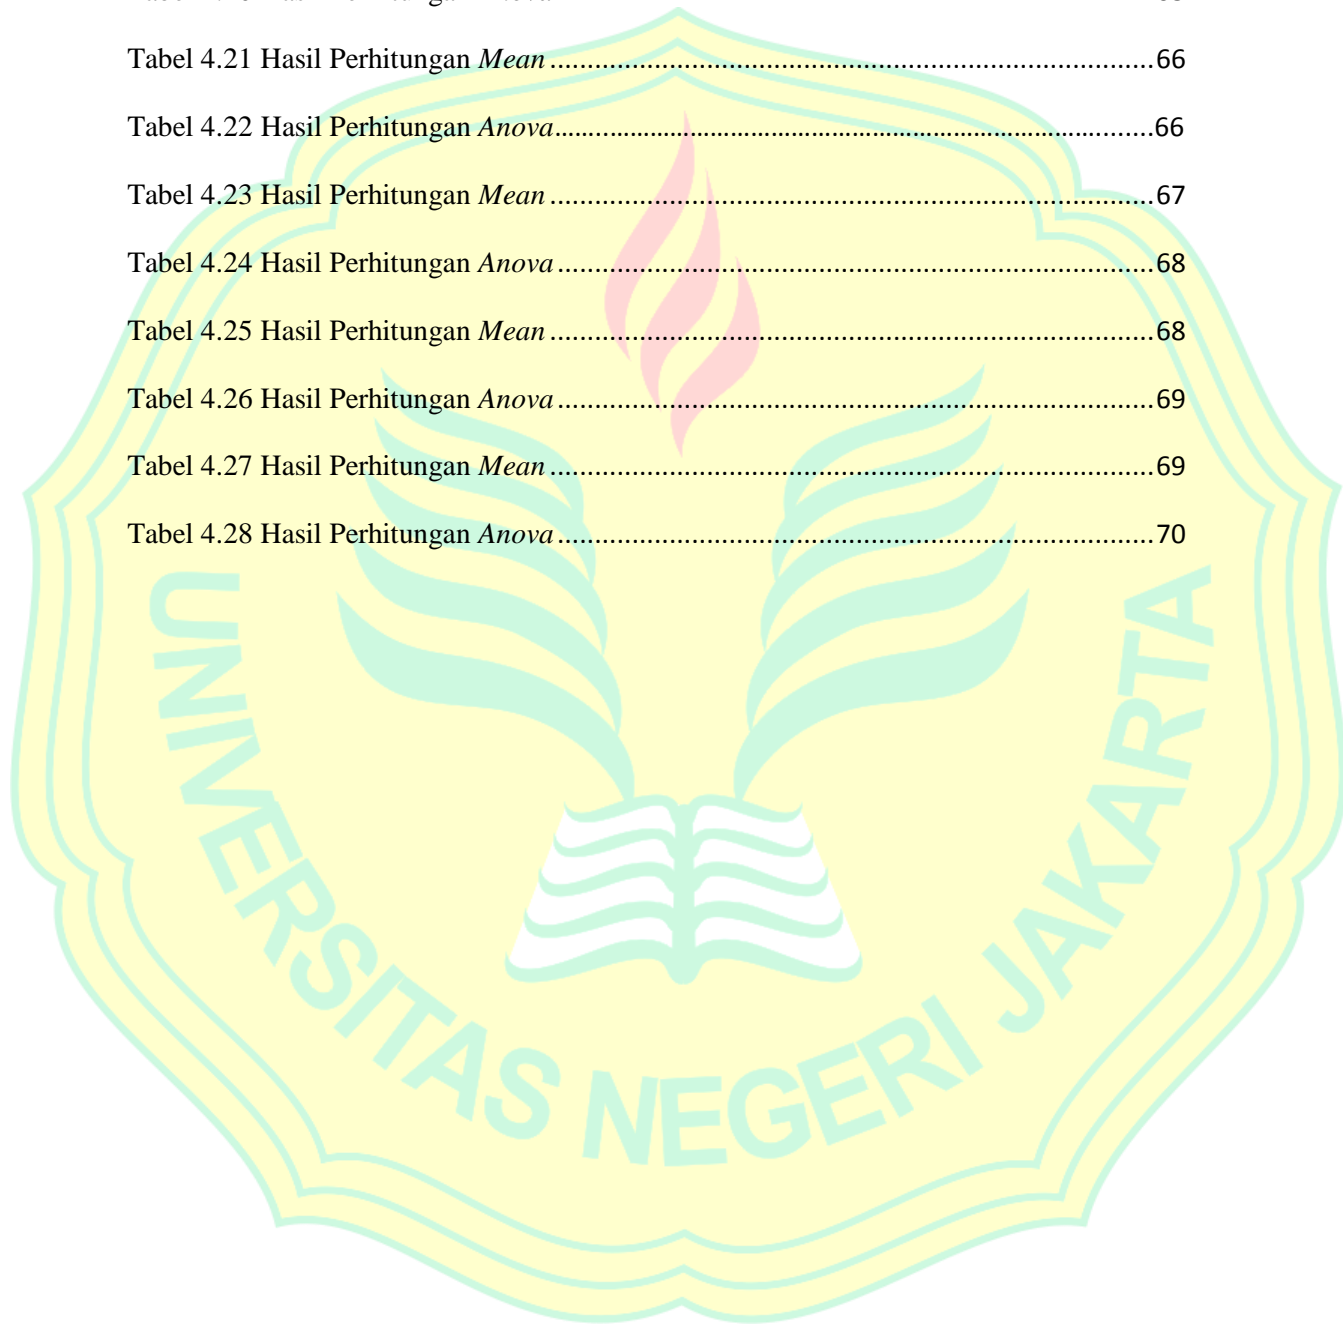 Tabel 4.21 Hasil Perhitungan Mean ........................................................................66
Tabel 4.22 Hasil Perhitungan Anova........................................................................66
Tabel 4.23 Hasil Perhitungan Mean ........................................................................67
Tabel 4.24 Hasil Perhitungan Anova ........................................................................68
Tabel 4.25 Hasil Perhitungan Mean ........................................................................68
Tabel 4.26 Hasil Perhitungan Anova ........................................................................69
Tabel 4.27 Hasil Perhitungan Mean ........................................................................69
Tabel 4.28 Hasil Perhitungan Anova ........................................................................70
UNIVERSITAS NEGERI JAKARTA